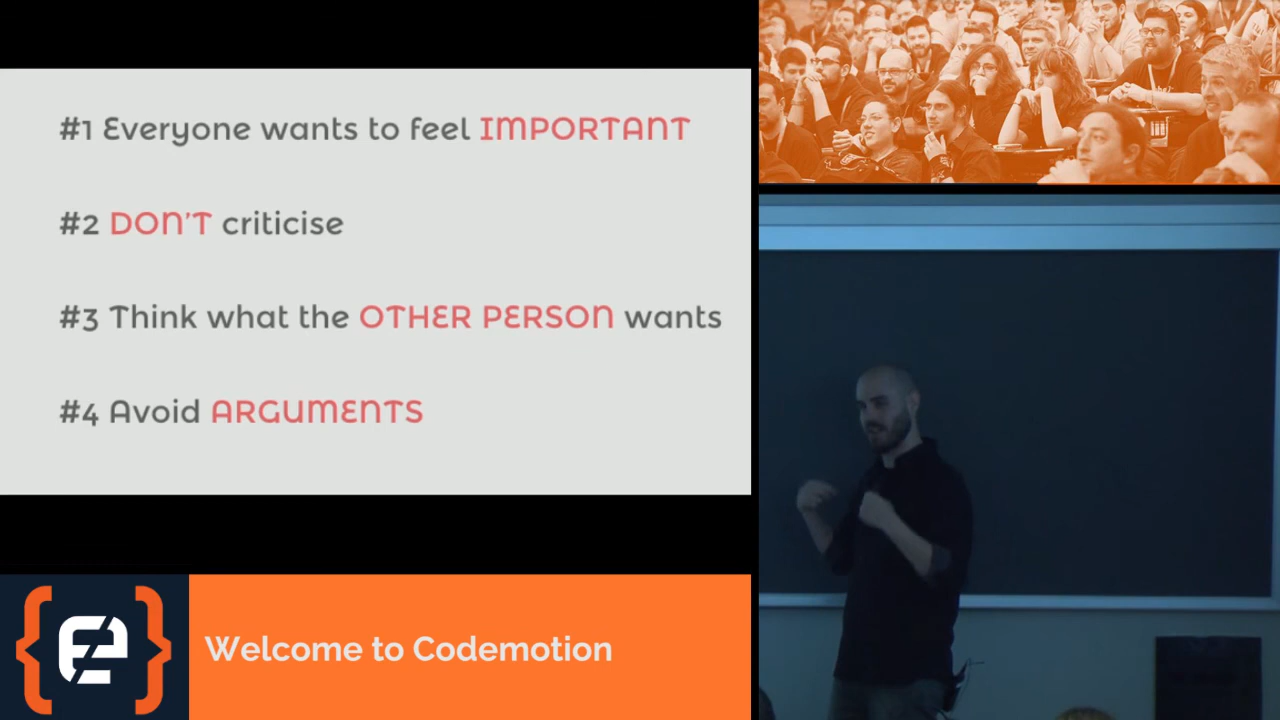 #1 Everyone wants to feel IMPORTANT
#2 DON'T criticise
#3 Think what the OTHER PERSON wants
#4 Avoid ARGUMENTS
Welcome to Codemotion